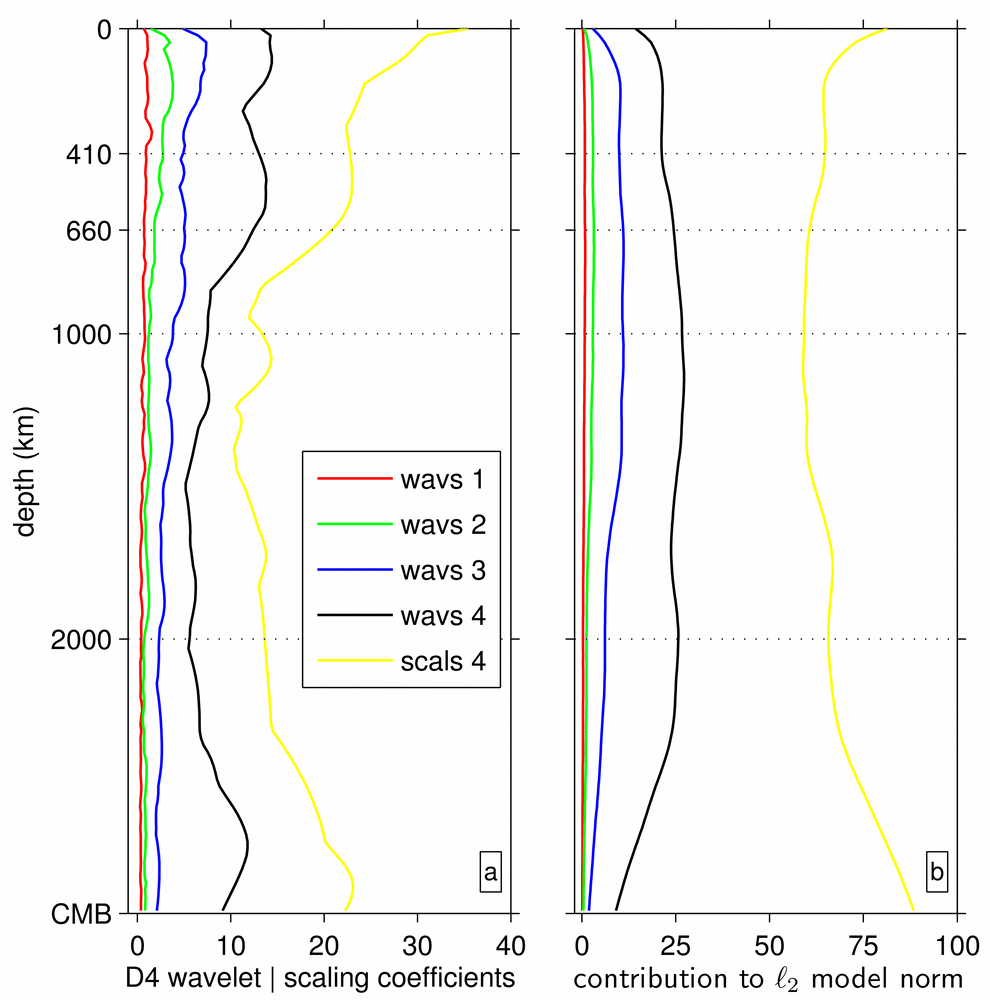 0
410
660
1000
2000
CMB
depth (km)
wavs 1
wavs 2
wavs 3
wavs 4
scals 4
a
0 10 20 30 40
D4 wavelet | scaling coefficients
b
0 25 50 75 100
contribution to ℓ₂ model norm